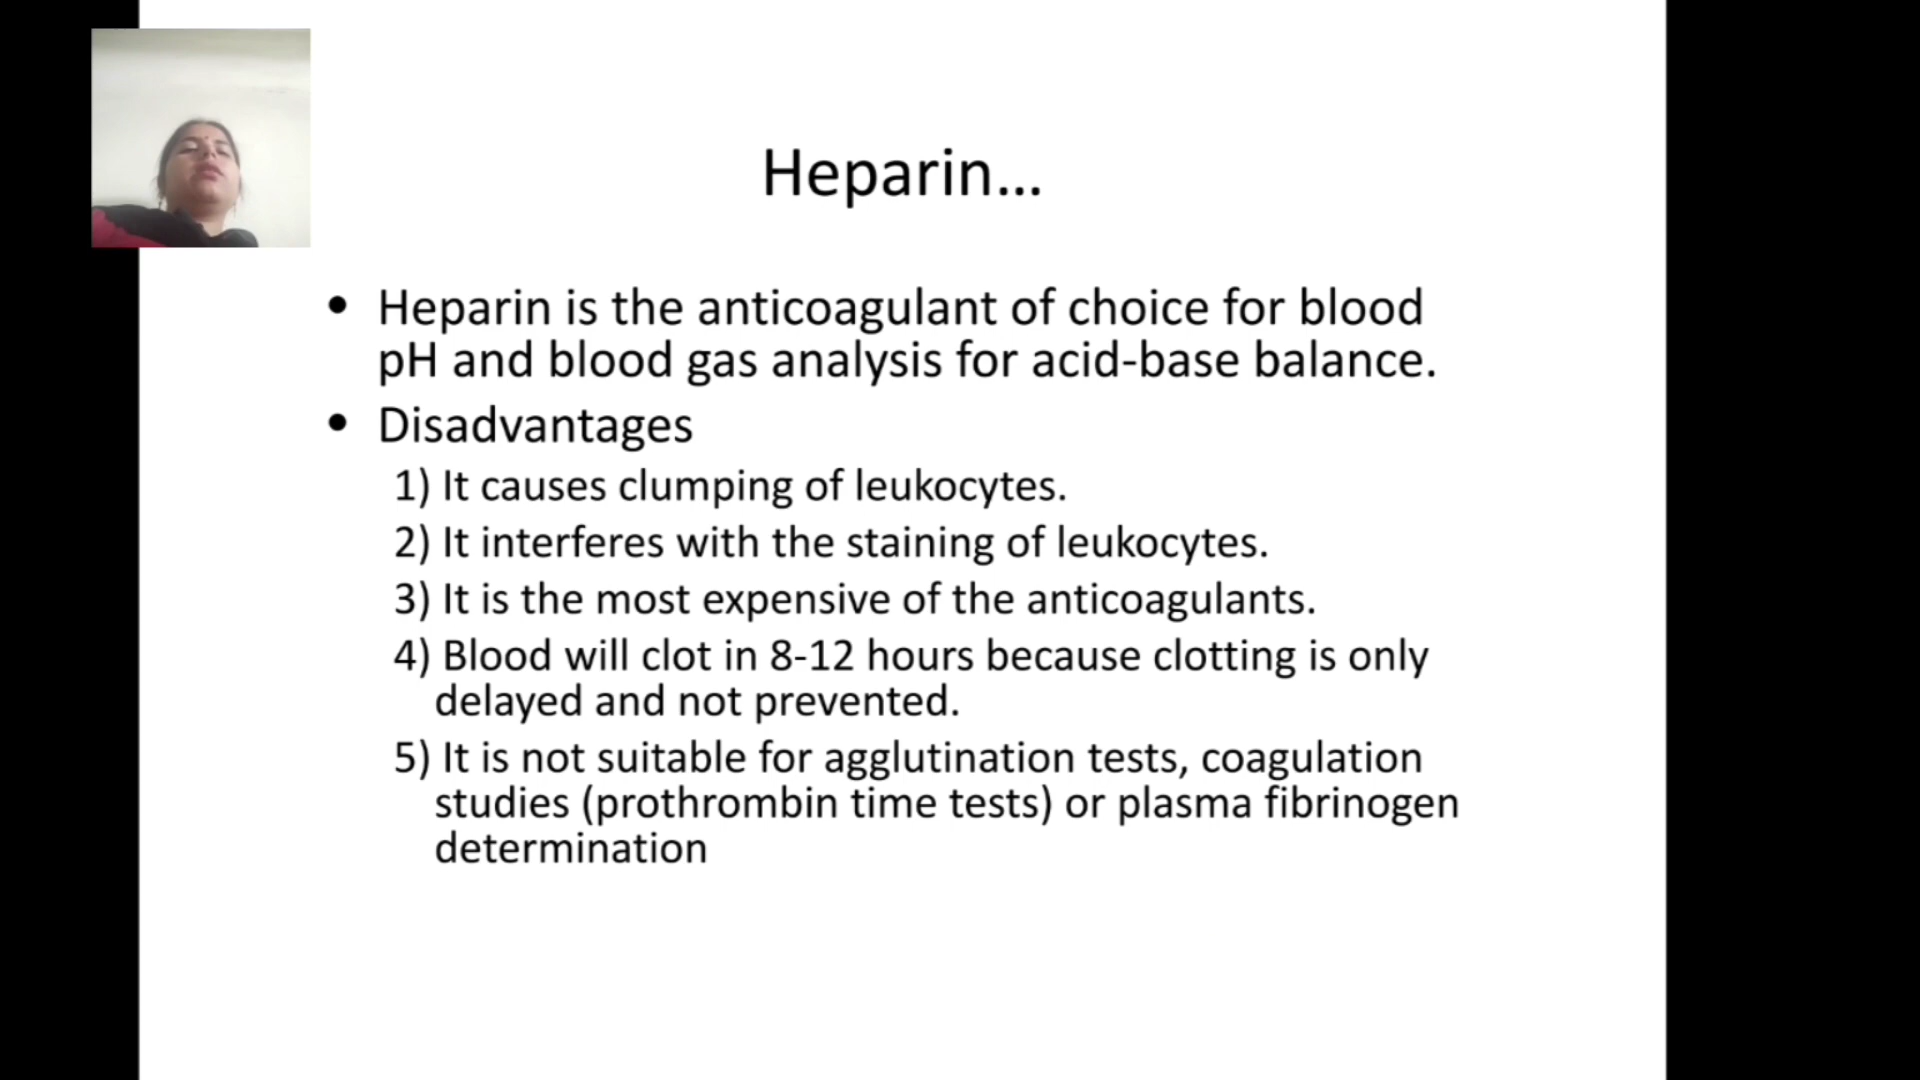 Heparin...
• Heparin is the anticoagulant of choice for blood
pH and blood gas analysis for acid-base balance.
• Disadvantages
1) It causes clumping of leukocytes.
2) It interferes with the staining of leukocytes.
3) It is the most expensive of the anticoagulants.
4) Blood will clot in 8-12 hours because clotting is only
delayed and not prevented.
5) It is not suitable for agglutination tests, coagulation
studies (prothrombin time tests) or plasma fibrinogen
determination